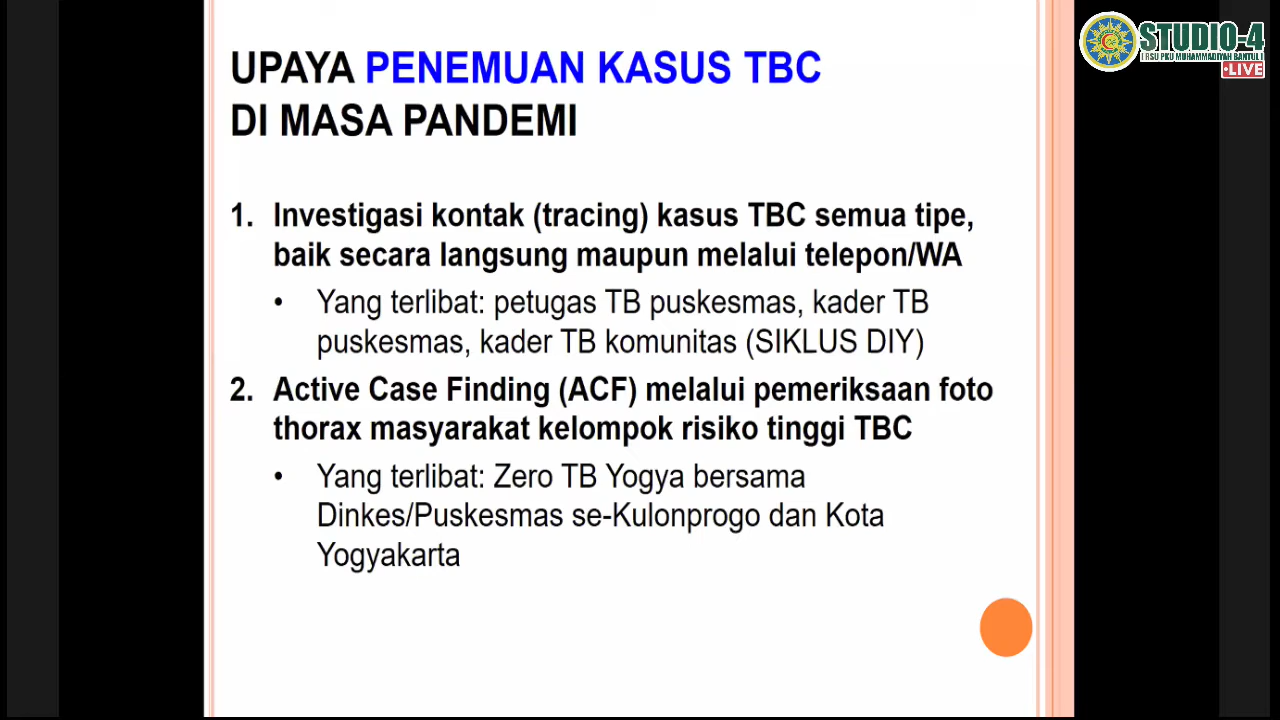 UPAYA PENEMUAN KASUS TBC
DI MASA PANDEMI
1. Investigasi kontak (tracing) kasus TBC semua tipe,
baik secara langsung maupun melalui telepon/WA
• Yang terlibat: petugas TB puskesmas, kader TB
puskesmas, kader TB komunitas (SIKLUS DIY)
2. Active Case Finding (ACF) melalui pemeriksaan foto
thorax masyarakat kelompok risiko tinggi TBC
• Yang terlibat: Zero TB Yogya bersama
Dinkes/Puskesmas se-Kulonprogo dan Kota
Yogyakarta
STUDIO-4
RSU PKU MUHAMMADIYAH BANTUL
•LIVE